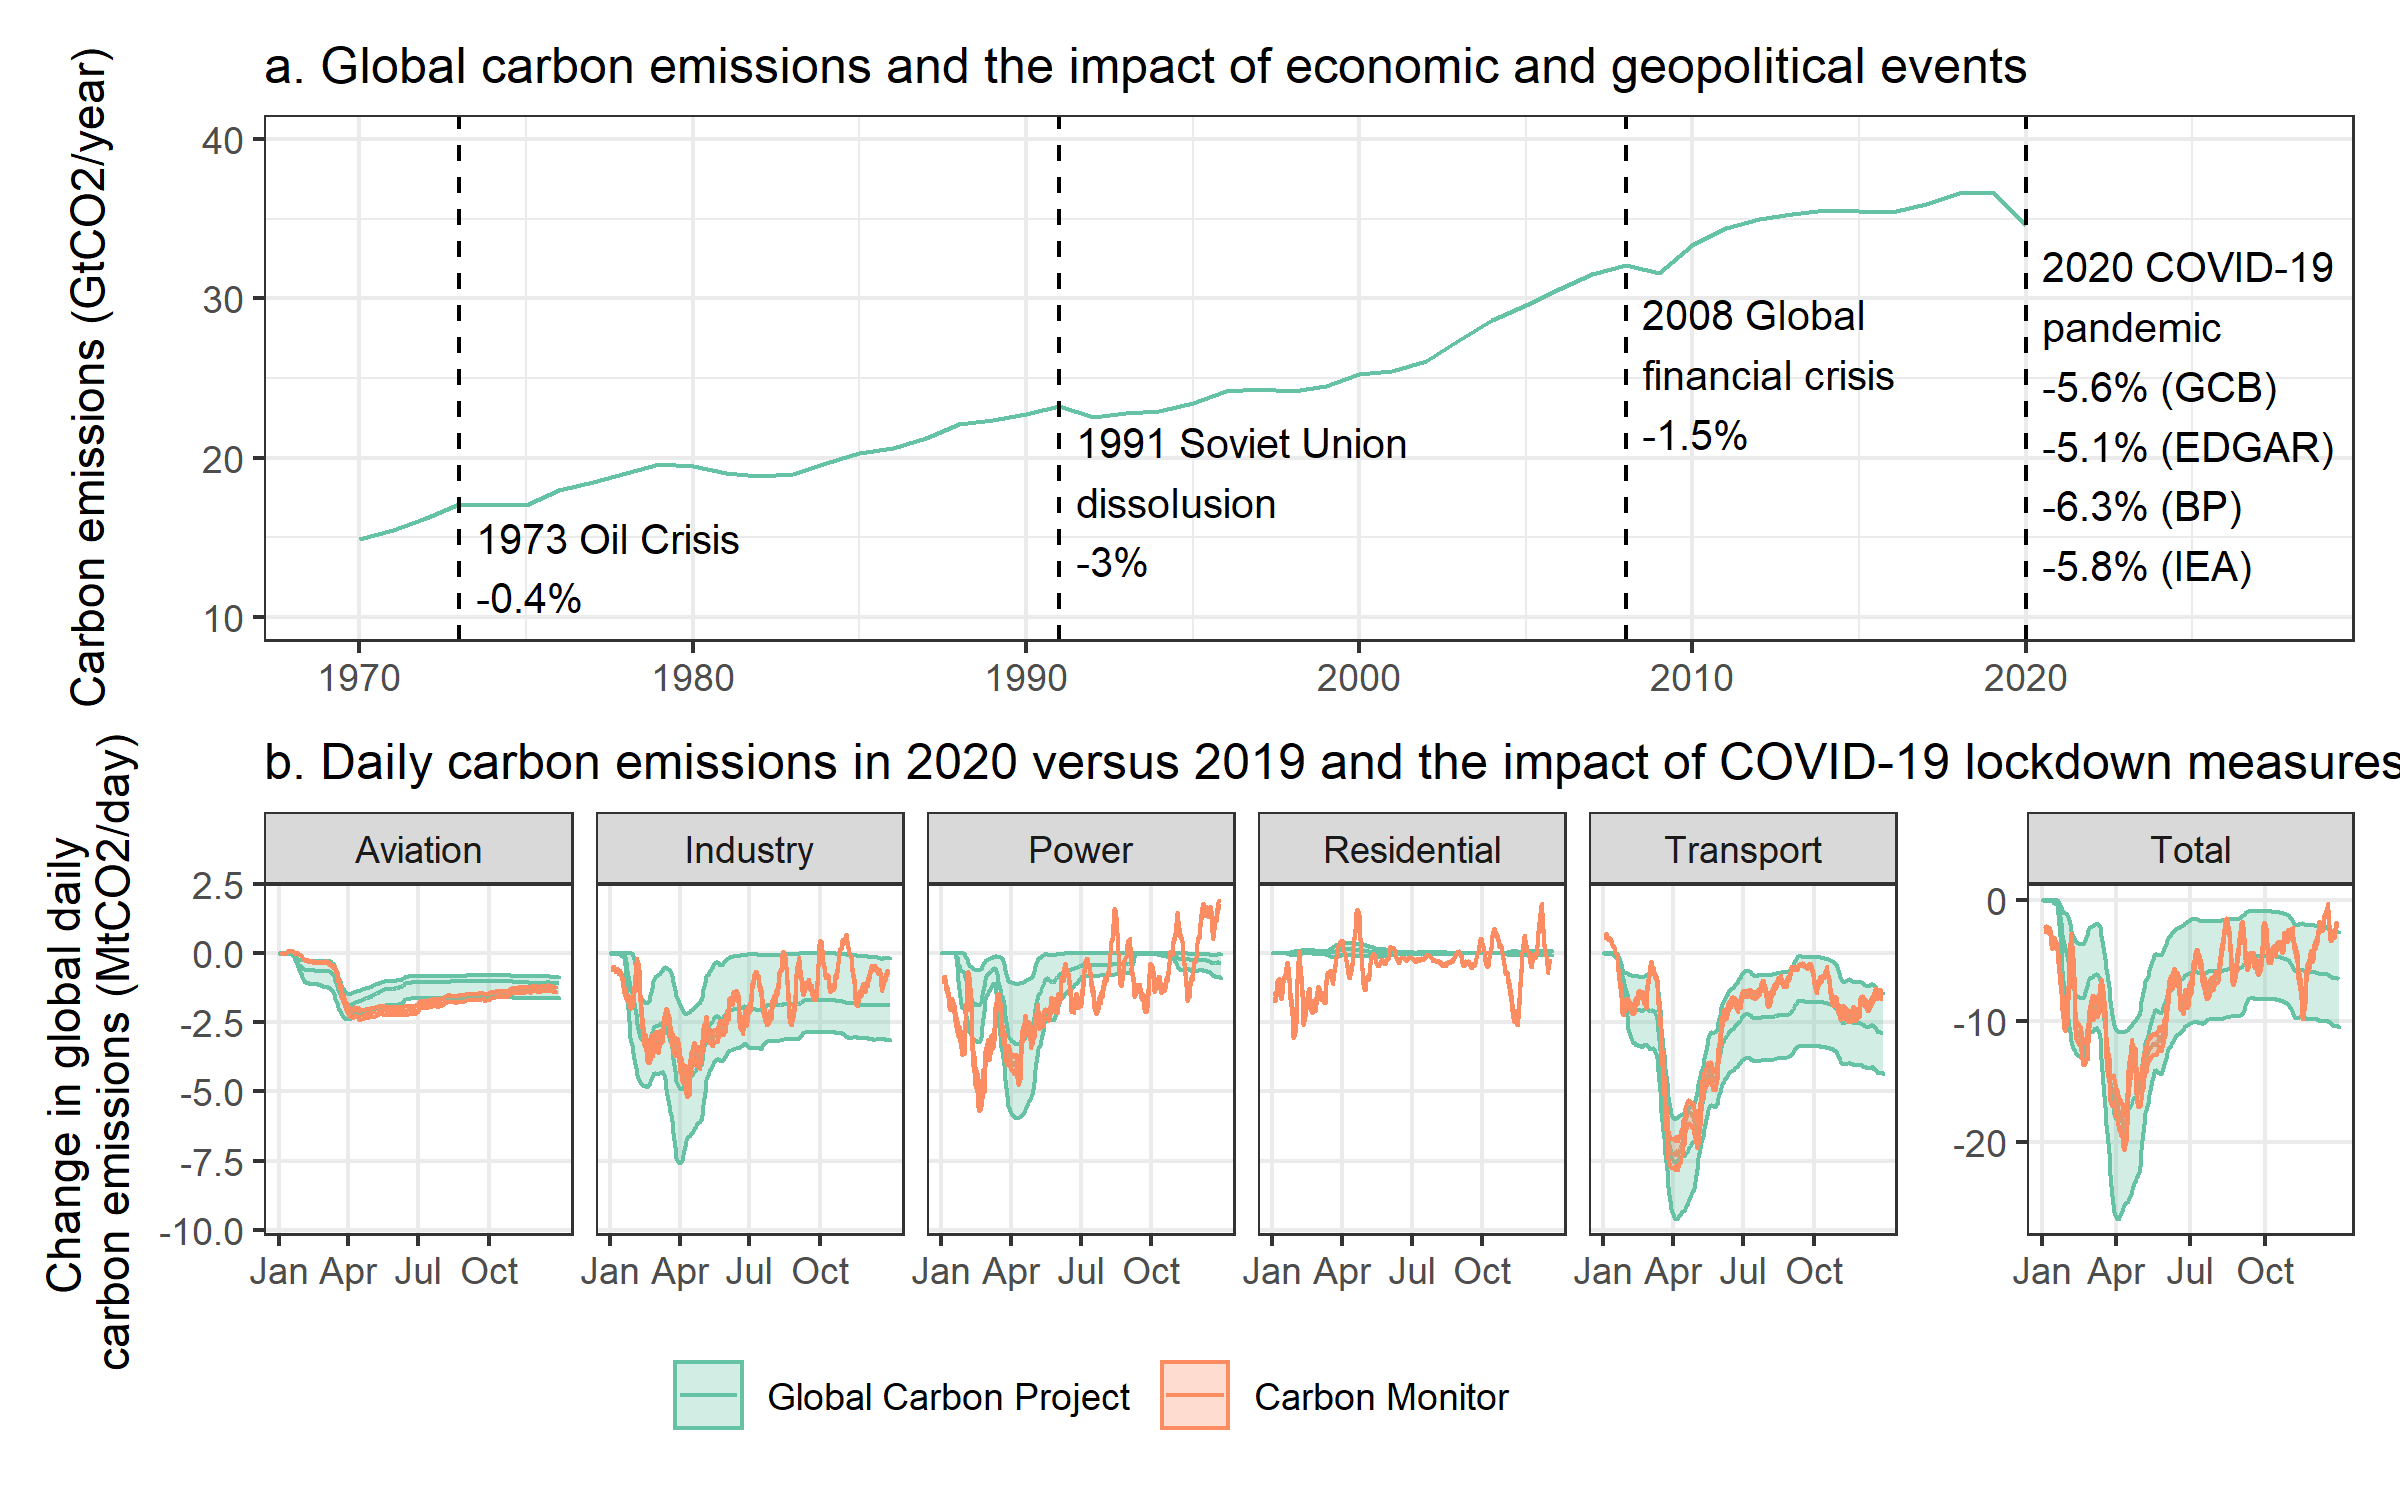 a. Global carbon emissions and the impact of economic and geopolitical events
Carbon emissions (GtCO2/year)
40
30
20
10
1973 Oil Crisis
-0.4%
1991 Soviet Union
dissolusion
-3%
2008 Global
financial crisis
-1.5%
2020 COVID-19
pandemic
-5.6% (GCB)
-5.1% (EDGAR)
-6.3% (BP)
-5.8% (IEA)
1970 1980 1990 2000 2010 2020
b. Daily carbon emissions in 2020 versus 2019 and the impact of COVID-19 lockdown measures
Change in global daily
carbon emissions (MtCO2/day)
Aviation Industry Power Residential Transport Total
2.5
0.0
-2.5
-5.0
-7.5
-10.0
0
-10
-20
Jan Apr Jul Oct Jan Apr Jul Oct Jan Apr Jul Oct Jan Apr Jul Oct Jan Apr Jul Oct Jan Apr Jul Oct
Global Carbon Project Carbon Monitor